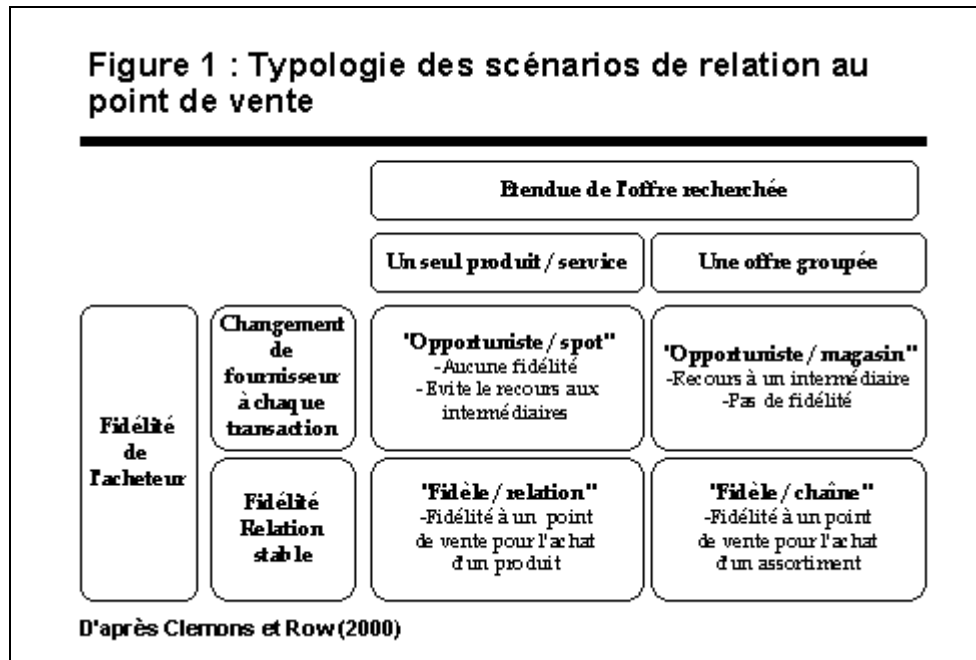 Figure 1 : Typologie des scénarios de relation au
point de vente
Etendue de l'offre recherchée
Un seul produit / service
Une offre groupée
Fidélité
de
l'acheteur
Changement
de
fournisseur
à chaque
transaction
"Opportuniste / spot"
-Aucune fidélité
-Evite le recours aux
intermédiaires
"Opportuniste / magasin"
-Recours à un intermédiaire
-Pas de fidélité
Fidélité
Relation
stable
"Fidèle / relation"
-Fidélité à un point
de vente pour l'achat
d'un produit
"Fidèle / chaîne"
-Fidélité à un point
de vente pour l'achat
d'un assortiment
D'après Clemons et Row (2000)